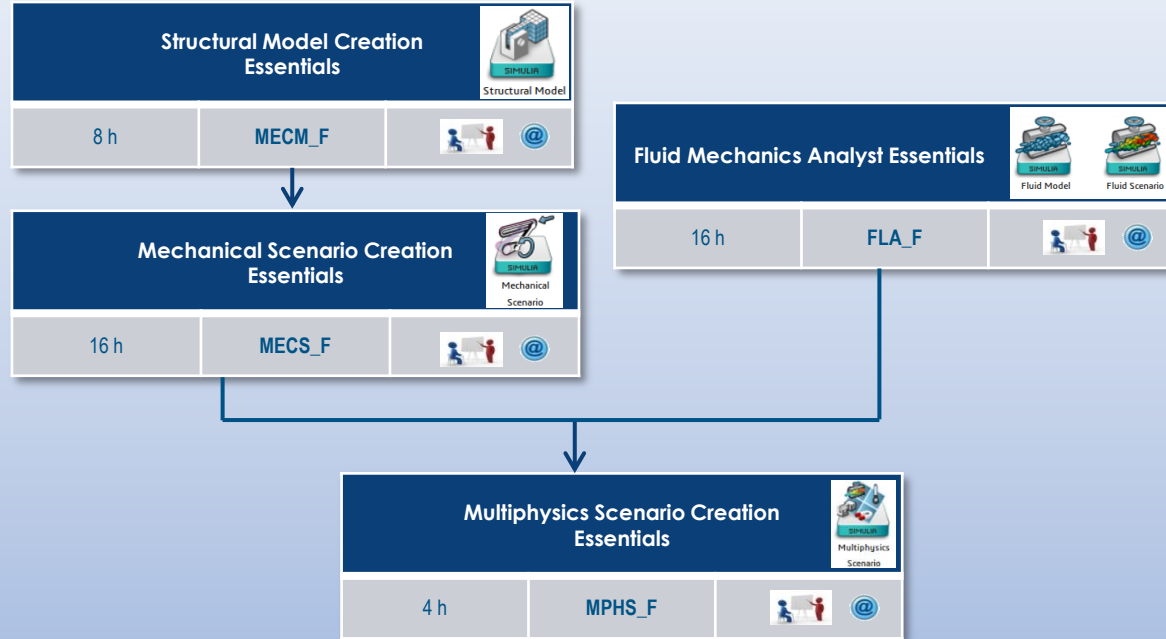 Structural Model Creation
Essentials
SIMULIA
Structural Model
8 h
MECM_F
@
Mechanical Scenario Creation
Essentials
SIMULIA
Mechanical
Scenario
16 h
MECS_F
@
Fluid Mechanics Analyst Essentials
SIMULIA
Fluid Model
SIMULIA
Fluid Scenario
16 h
FLA_F
@
Multiphysics Scenario Creation
Essentials
SIMULIA
Multiphysics
Scenario
4 h
MPHS_F
@